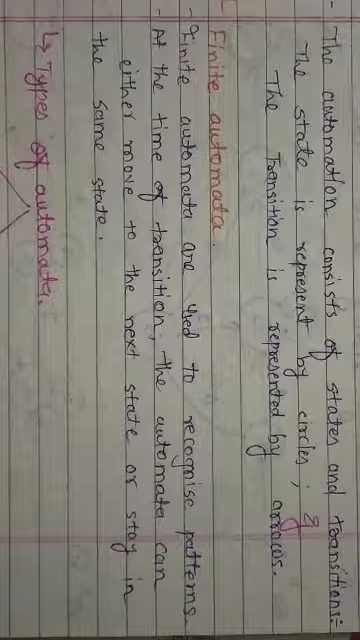 - The automation consists of states and transitions:-
The state is represent by circles, &
The Transition is represented by arrows.
Finite automata.
- Finite automata are used to recognise patterns.
- At the time of transition, the automata can
either move to the next state or stay in
the same state.
↳ Types of automata.